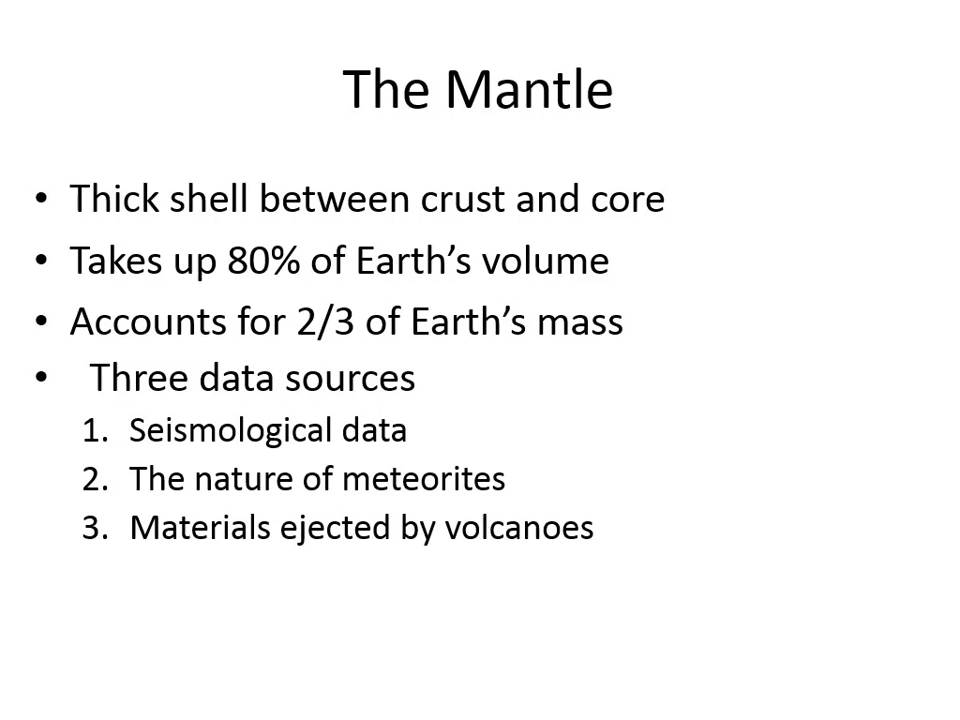 The Mantle
• Thick shell between crust and core
• Takes up 80% of Earth’s volume
• Accounts for 2/3 of Earth’s mass
• Three data sources
1. Seismological data
2. The nature of meteorites
3. Materials ejected by volcanoes